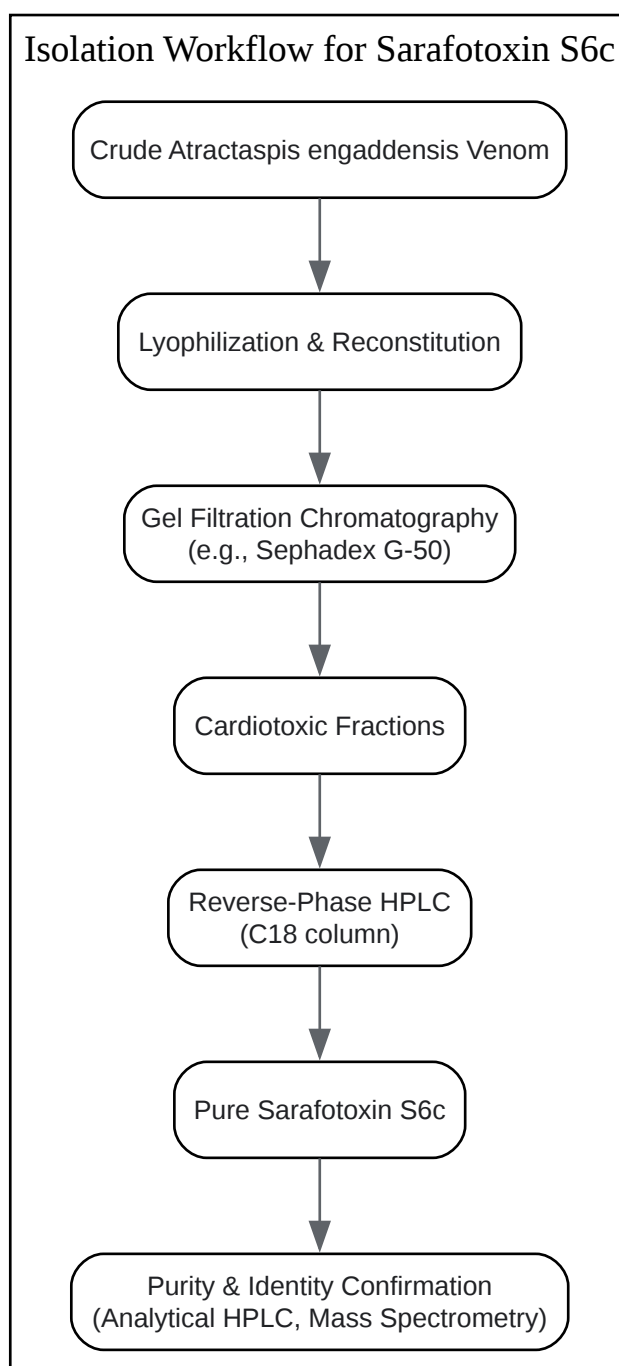 Isolation Workflow for Sarafotoxin S6c
Crude Atractaspis engaddensis Venom
Lyophilization & Reconstitution
Gel Filtration Chromatography
(e.g., Sephadex G-50)
Cardiotoxic Fractions
Reverse-Phase HPLC
(C18 column)
Pure Sarafotoxin S6c
Purity & Identity Confirmation
(Analytical HPLC, Mass Spectrometry)